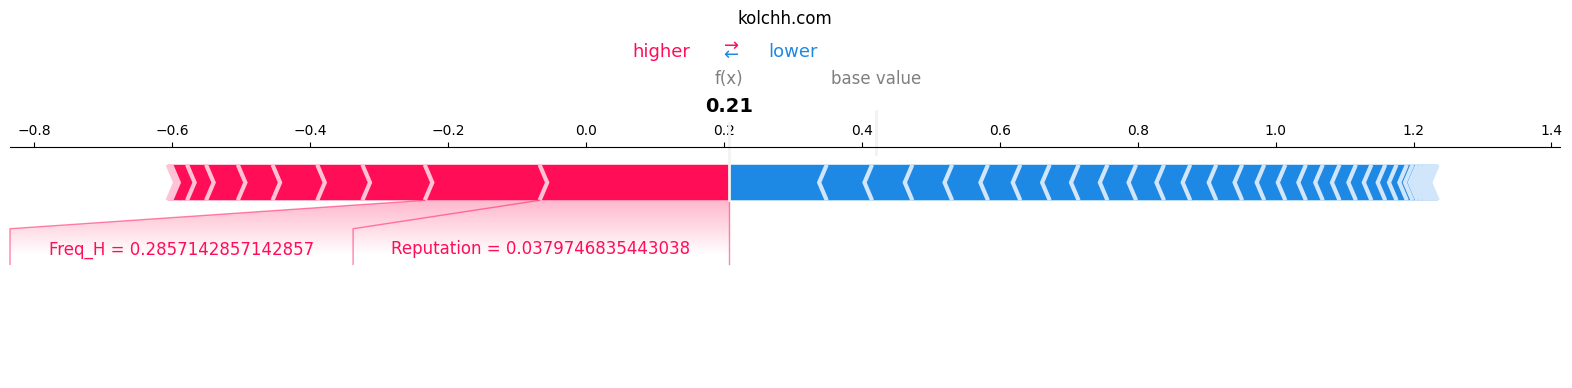 kolchh.com
higher ⇄ lower
f(x) base value
0.21
−0.8 −0.6 −0.4 −0.2 0.0 0.2 0.4 0.6 0.8 1.0 1.2 1.4
Freq_H = 0.2857142857142857 Reputation = 0.0379746835443038